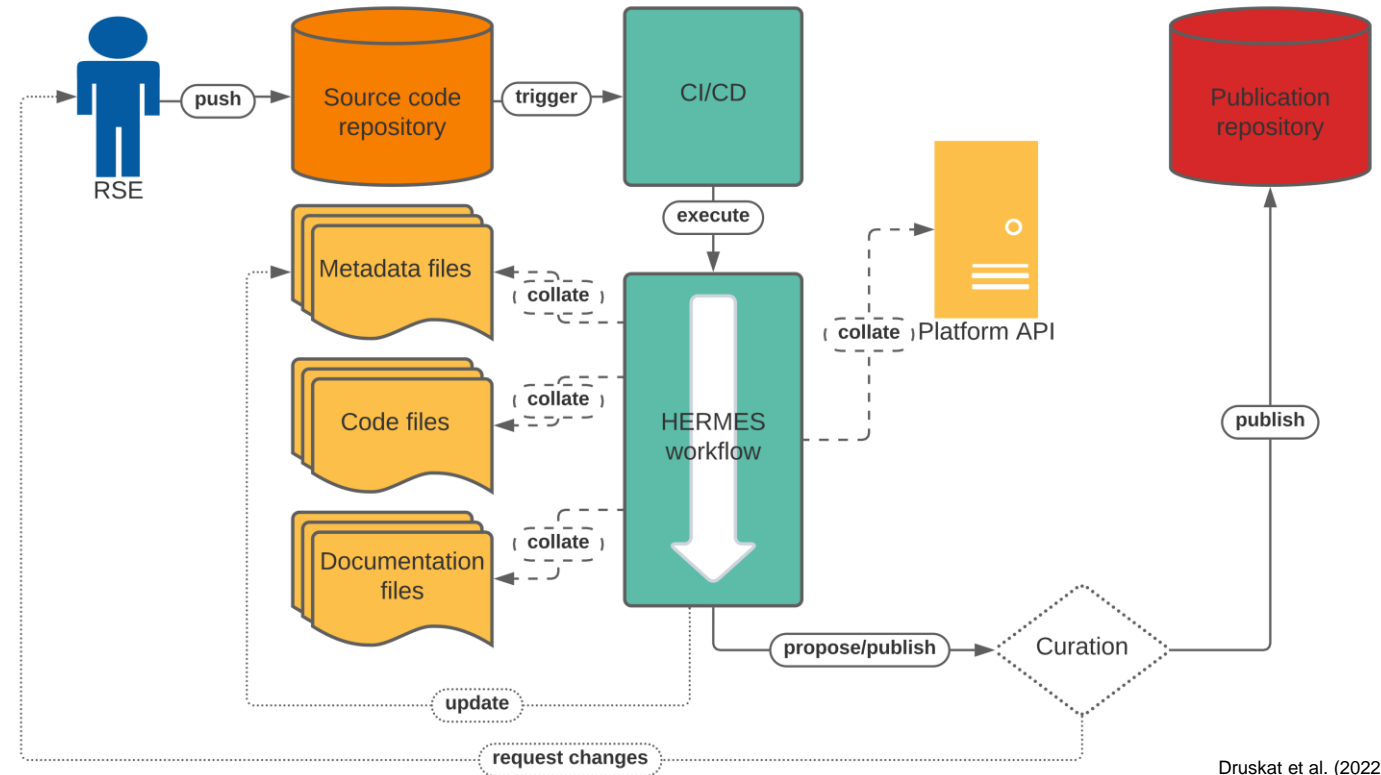 push
Source code
repository
trigger
CI/CD
Publication
repository
RSE
execute
Metadata files
collate
collate
Platform API
Code files
collate
HERMES
workflow
publish
Documentation
files
collate
propose/publish
Curation
update
request changes
Druskat et al. (2022